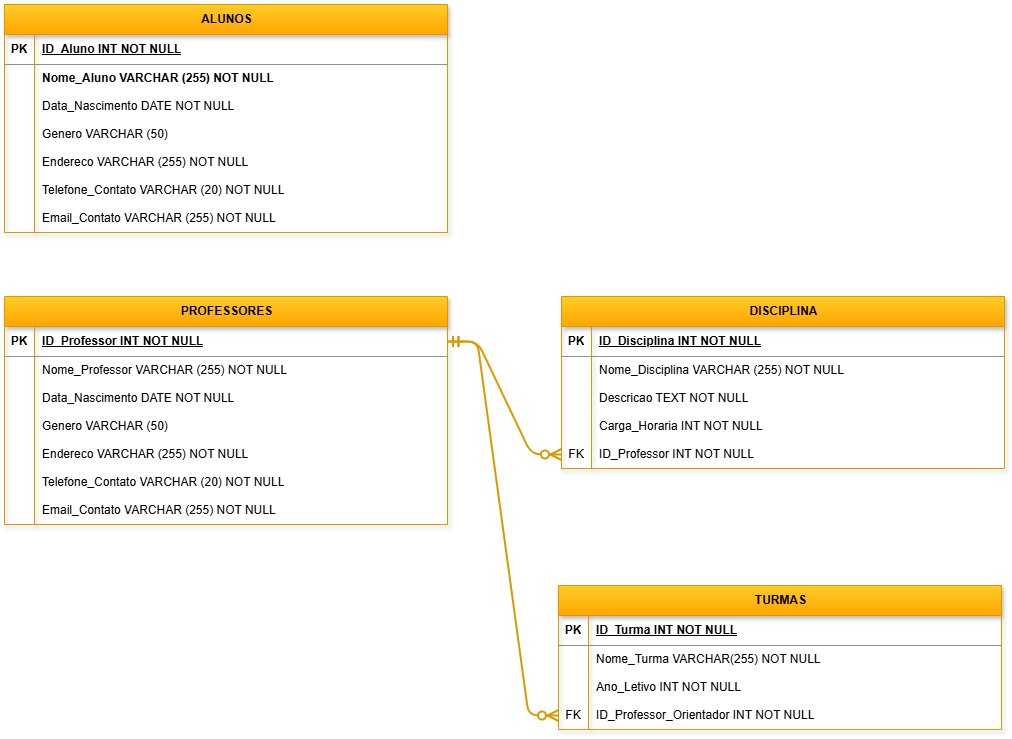 ALUNOS
PK ID_Aluno INT NOT NULL
Nome_Aluno VARCHAR (255) NOT NULL
Data_Nascimento DATE NOT NULL
Genero VARCHAR (50)
Endereco VARCHAR (255) NOT NULL
Telefone_Contato VARCHAR (20) NOT NULL
Email_Contato VARCHAR (255) NOT NULL
PROFESSORES
PK ID_Professor INT NOT NULL
Nome_Professor VARCHAR (255) NOT NULL
Data_Nascimento DATE NOT NULL
Genero VARCHAR (50)
Endereco VARCHAR (255) NOT NULL
Telefone_Contato VARCHAR (20) NOT NULL
Email_Contato VARCHAR (255) NOT NULL
DISCIPLINA
PK ID_Disciplina INT NOT NULL
Nome_Disciplina VARCHAR (255) NOT NULL
Descricao TEXT NOT NULL
Carga_Horaria INT NOT NULL
FK ID_Professor INT NOT NULL
TURMAS
PK ID_Turma INT NOT NULL
Nome_Turma VARCHAR(255) NOT NULL
Ano_Letivo INT NOT NULL
FK ID_Professor_Orientador INT NOT NULL